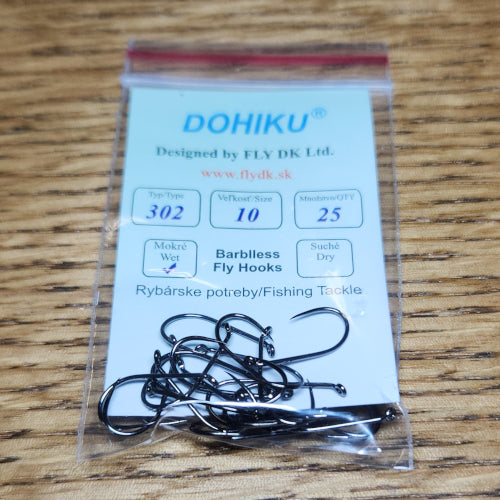 DOHIKU®
Designed by FLY DK Ltd.
www.flydk.sk
Typ/Type Veľkosť/Size Množstvo/QTY
302 10 25
Mokré Suché
Wet Dry
Barblless
Fly Hooks
Rybárske potreby/Fishing Tackle